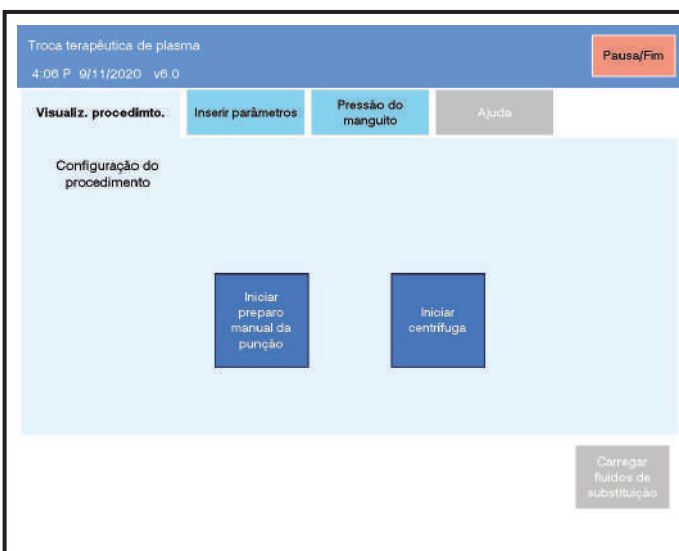 Troca terapêutica de plasma
4:06 P 9/11/2020 v6.0
Pausa/Fim
Visualiz. procedimto.
Inserir parâmetros
Pressão do
manguito
Ajuda
Configuração do
procedimento
Iniciar
preparo
manual da
punção
Iniciar
centrífuga
Carregar
fluidos de
substituição